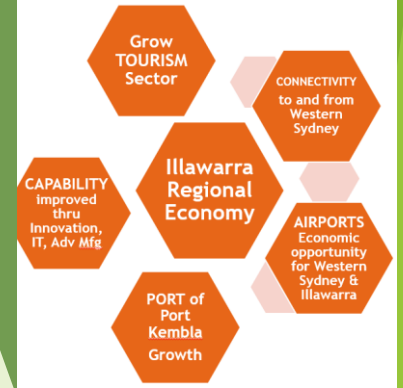 Grow
TOURISM
Sector
CONNECTIVITY
to and from
Western
Sydney
Illawarra
Regional
Economy
CAPABILITY
improved
thru
Innovation,
IT, Adv Mfg
AIRPORTS
Economic
opportunity
for Western
Sydney &
Illawarra
PORT of
Port
Kembla
Growth